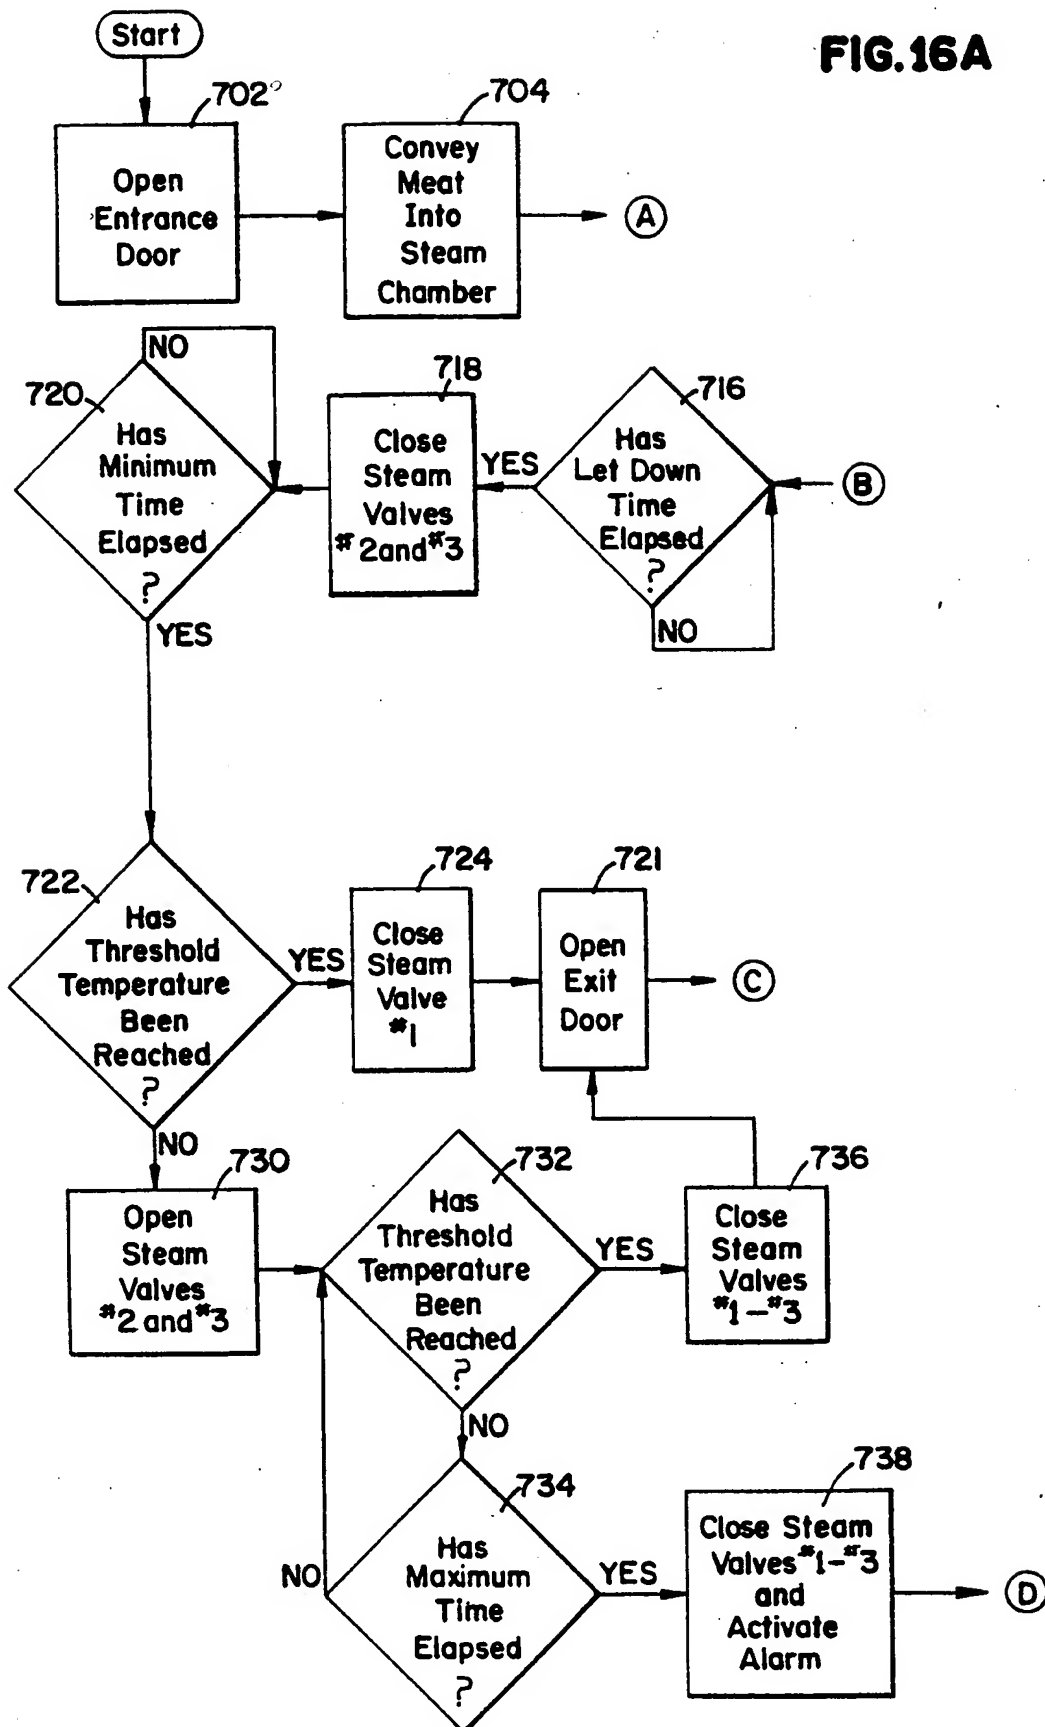 FIG.16A
Start
702
704
Open
Entrance
Door
Convey
Meat
Into
Steam
Chamber
A
NO
720
718
716
Has
Minimum
Time
Elapsed
?
Close
Steam
Valves
#2and#3
YES
Has
Let Down
Time
Elapsed
?
B
NO
YES
722
724
721
Has
Threshold
Temperature
Been
Reached
?
YES
Close
Steam
Valve
#1
Open
Exit
Door
C
NO
730
732
736
Open
Steam
Valves
#2 and#3
Has
Threshold
Temperature
Been
Reached
?
YES
Close
Steam
Valves
#1-#3
NO
734
738
NO
Has
Maximum
Time
Elapsed
?
YES
Close Steam
Valves#1-#3
and
Activate
Alarm
D